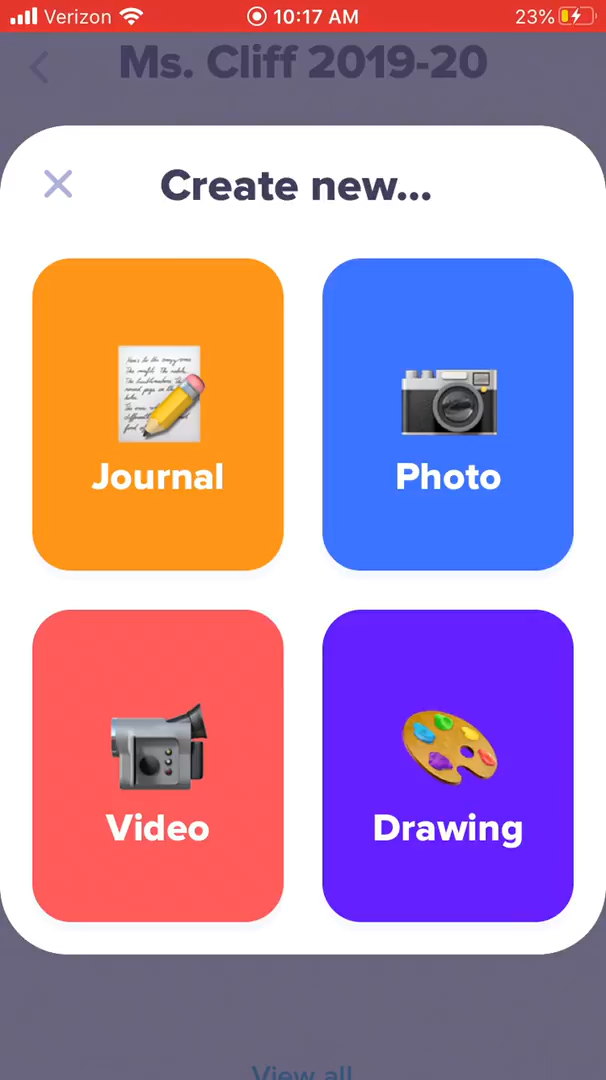 Verizon 10:17 AM 23%
Ms. Cliff 2019-20
Create new...
Journal
Photo
Video
Drawing
View all